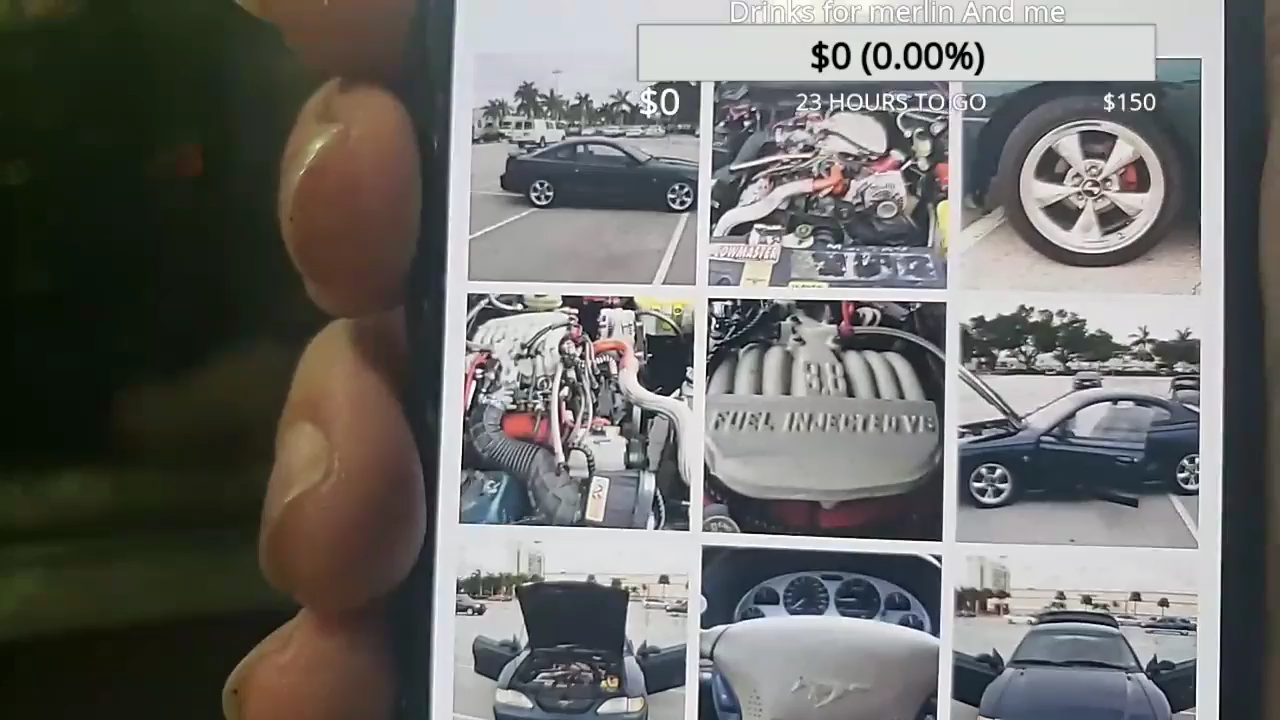 Drinks for merlin And me
$0 (0.00%)
$0
23 HOURS TO GO
$150
FUEL INJECTED V8